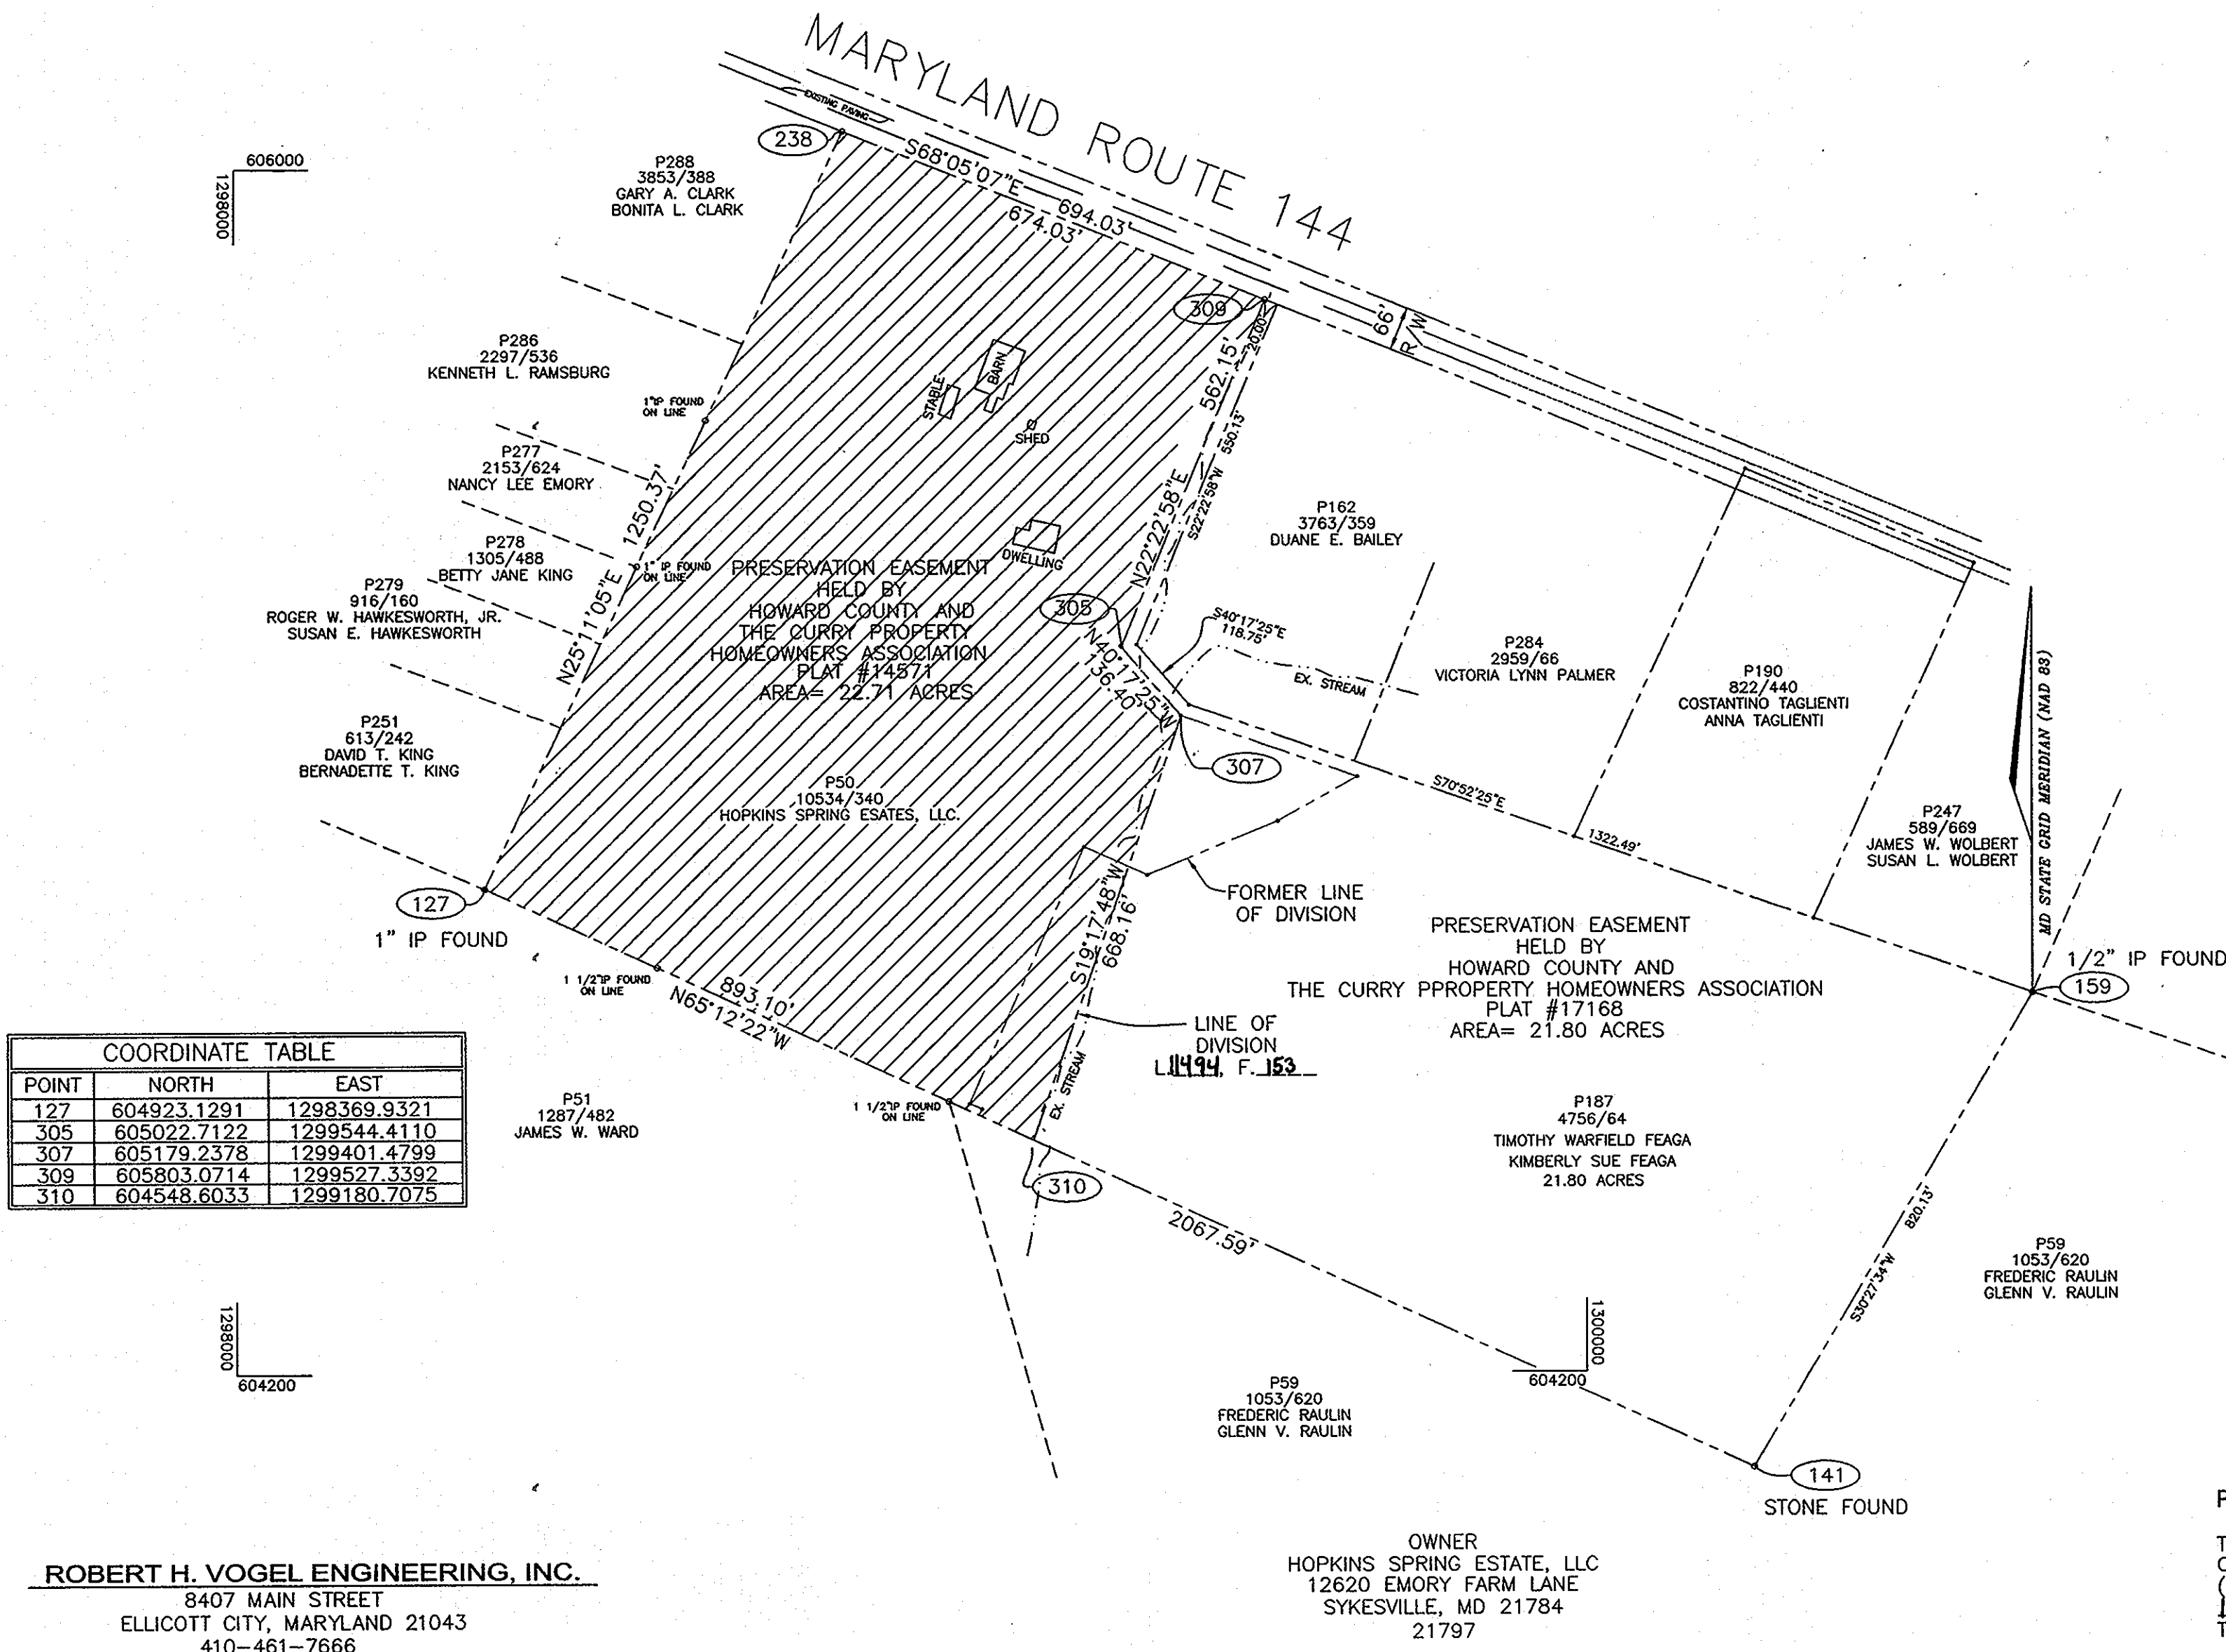 MARYLAND ROUTE 144
EXISTING PAVING
238
S68°05'07"E
694.03'
674.03'
606000
1298000
P288
3853/388
GARY A. CLARK
BONITA L. CLARK
309
20.00'
66'
R/W
P286
2297/536
KENNETH L. RAMSBURG
1"IP FOUND
ON LINE
STABLE
BARN
SHED
562.15'
N22°22'58"E
S22°22'58"W 550.13'
P277
2153/624
NANCY LEE EMORY
1250.37'
N25°11'05"E
P278
1305/488
BETTY JANE KING
1" IP FOUND
ON LINE
P279
916/160
ROGER W. HAWKESWORTH, JR.
SUSAN E. HAWKESWORTH
DWELLING
PRESERVATION EASEMENT
HELD BY
HOWARD COUNTY AND
THE CURRY PROPERTY
HOMEOWNERS ASSOCIATION
PLAT #14571
AREA= 22.71 ACRES
305
N40°17'25"W
136.40'
S40°17'25"E
118.75'
EX. STREAM
P162
3763/359
DUANE E. BAILEY
P284
2959/66
VICTORIA LYNN PALMER
P190
822/440
COSTANTINO TAGLIENTI
ANNA TAGLIENTI
P247
589/669
JAMES W. WOLBERT
SUSAN L. WOLBERT
MD STATE GRID MERIDIAN (NAD 83)
P251
613/242
DAVID T. KING
BERNADETTE T. KING
P50
10534/340
HOPKINS SPRING ESATES, LLC.
307
S70°52'25"E
1322.49'
127
1" IP FOUND
1 1/2"IP FOUND
ON LINE
893.10'
N65°12'22"W
S19°17'48"W
668.16'
FORMER LINE
OF DIVISION
LINE OF
DIVISION
L.11494, F. 153
EX. STREAM
PRESERVATION EASEMENT
HELD BY
HOWARD COUNTY AND
THE CURRY PPROPERTY HOMEOWNERS ASSOCIATION
PLAT #17168
AREA= 21.80 ACRES
1/2" IP FOUND
159
COORDINATE TABLE
POINT NORTH EAST
127 604923.1291 1298369.9321
305 605022.7122 1299544.4110
307 605179.2378 1299401.4799
309 605803.0714 1299527.3392
310 604548.6033 1299180.7075
P51
1287/482
JAMES W. WARD
1 1/2"IP FOUND
ON LINE
310
2067.59'
P187
4756/64
TIMOTHY WARFIELD FEAGA
KIMBERLY SUE FEAGA
21.80 ACRES
S30°27'34"W 820.13'
P59
1053/620
FREDERIC RAULIN
GLENN V. RAULIN
1298000
604200
1300000
604200
P59
1053/620
FREDERIC RAULIN
GLENN V. RAULIN
141
STONE FOUND
ROBERT H. VOGEL ENGINEERING, INC.
8407 MAIN STREET
ELLICOTT CITY, MARYLAND 21043
410-461-7666
OWNER
HOPKINS SPRING ESTATE, LLC
12620 EMORY FARM LANE
SYKESVILLE, MD 21784
21797